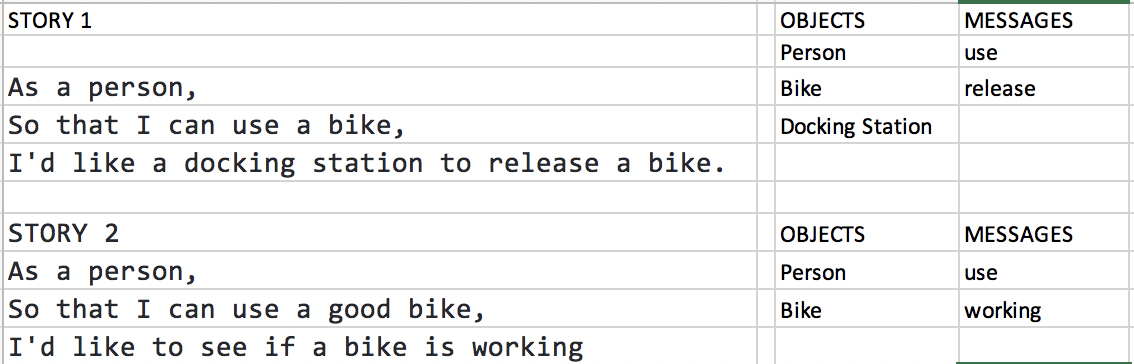 STORY 1 OBJECTS MESSAGES
Person use
As a person, Bike release
So that I can use a bike, Docking Station
I'd like a docking station to release a bike.
STORY 2 OBJECTS MESSAGES
As a person, Person use
So that I can use a good bike, Bike working
I'd like to see if a bike is working